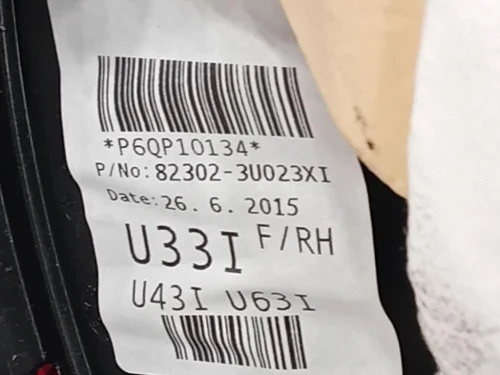 *P6QP10134*
P/No:82302-3U023XI
Date:26. 6. 2015
U33I F/RH
U43I U63I